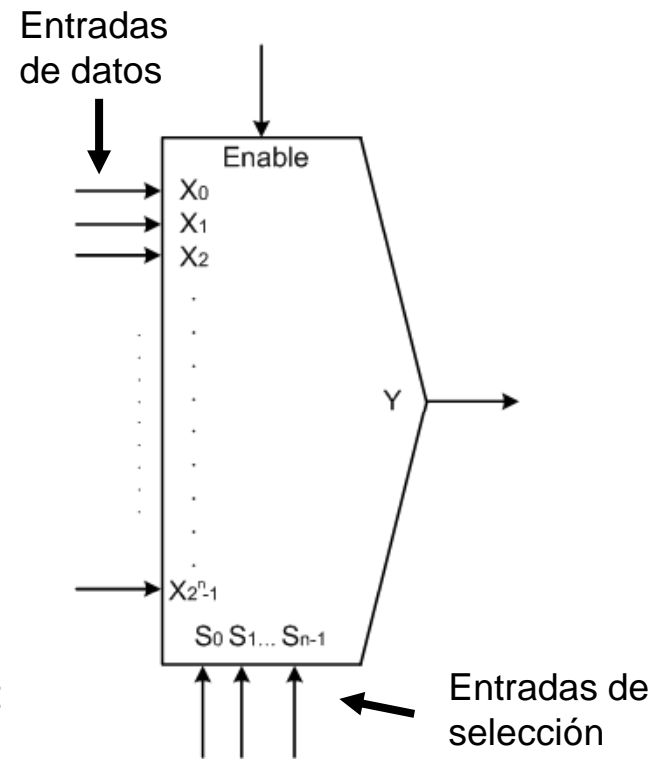 Entradas
de datos
Enable
X0
X1
X2
Y
X2ⁿ-1
S0 S1... Sn-1
Entradas de
selección